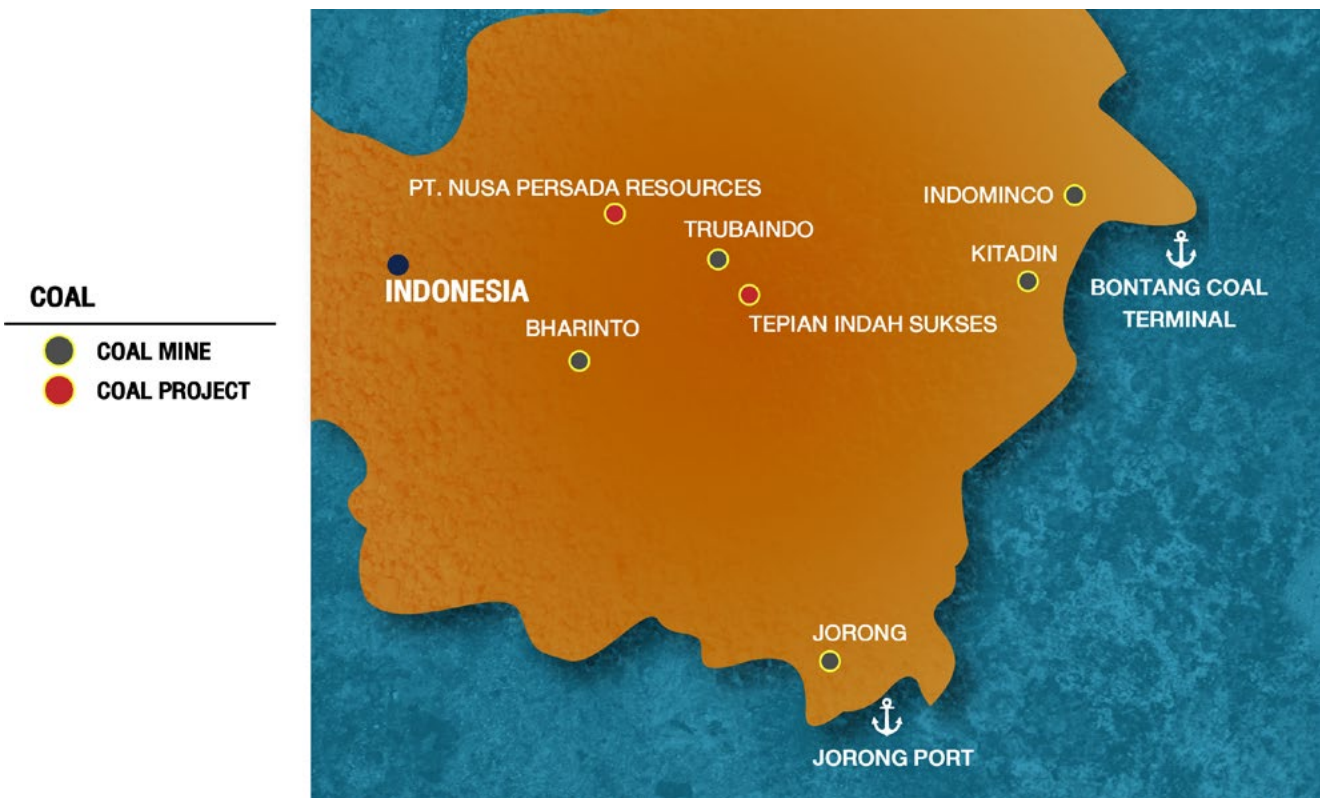 COAL
COAL MINE
COAL PROJECT
PT. NUSA PERSADA RESOURCES
INDOMINCO
TRUBAINDO
KITADIN
INDONESIA
BONTANG COAL
TERMINAL
BHARINTO
TEPIAN INDAH SUKSES
JORONG
JORONG PORT